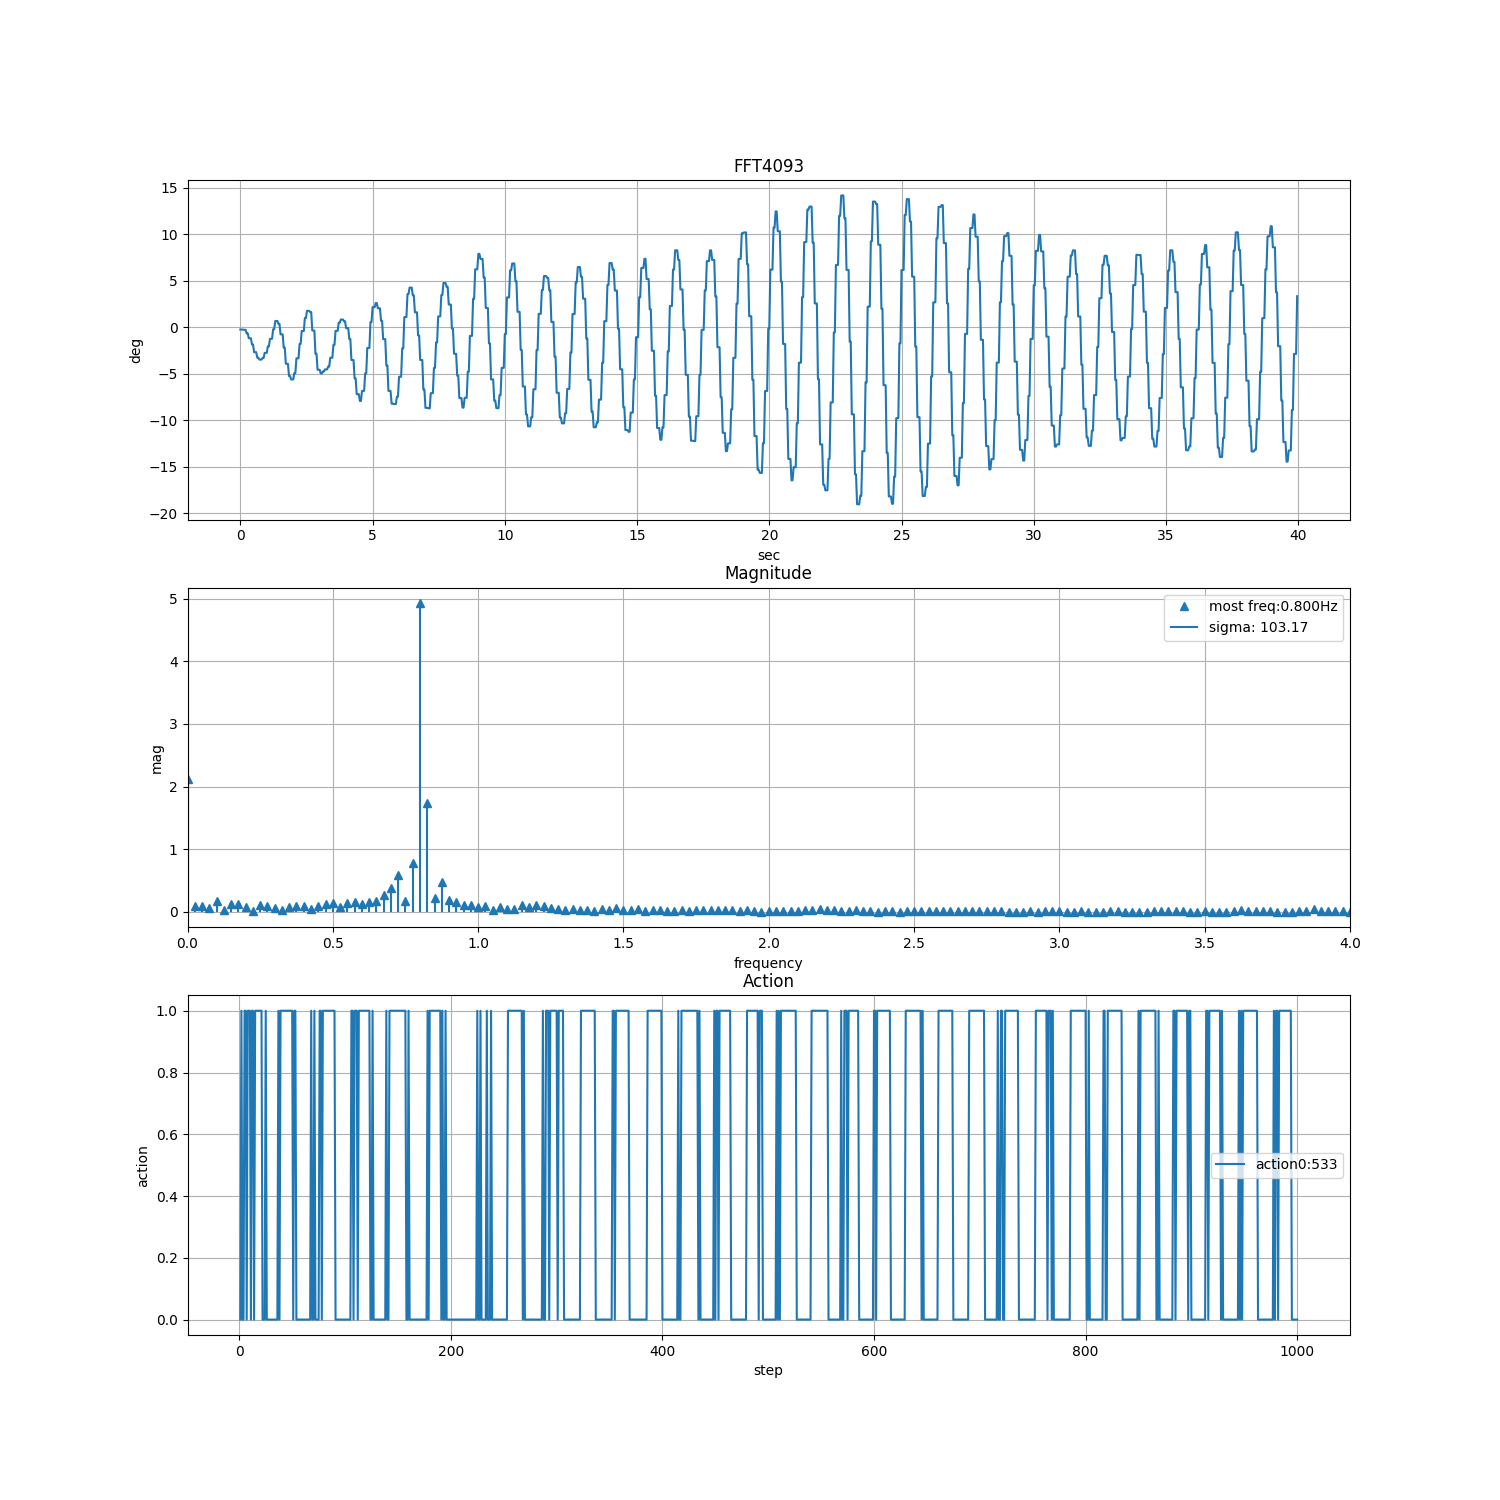 FFT4093
15
10
5
0
−5
−10
−15
−20
deg
0 5 10 15 20 25 30 35 40
sec
Magnitude
5
4
3
2
1
0
mag
most freq:0.800Hz
sigma: 103.17
0.0 0.5 1.0 1.5 2.0 2.5 3.0 3.5 4.0
frequency
Action
1.0
0.8
0.6
0.4
0.2
0.0
action
action0:533
0 200 400 600 800 1000
step